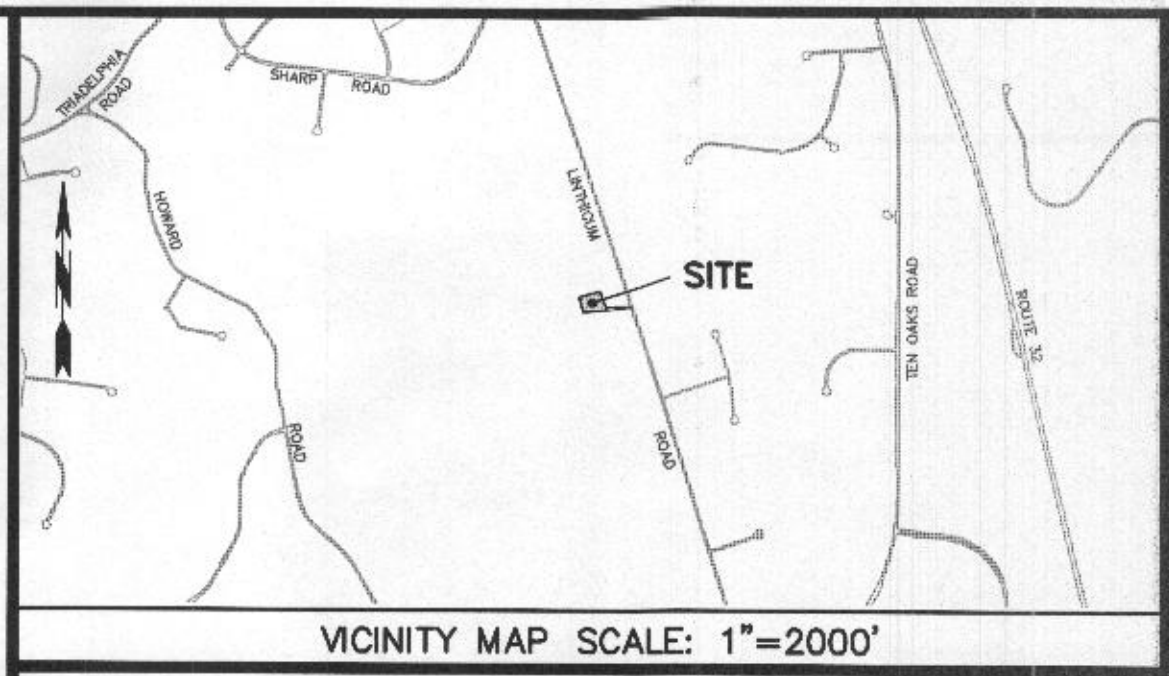 TRIADELPHIA
ROAD
SHARP ROAD
HOWARD
ROAD
LINTHICUM
ROAD
SITE
TEN OAKS ROAD
ROUTE 32
VICINITY MAP SCALE: 1"=2000'